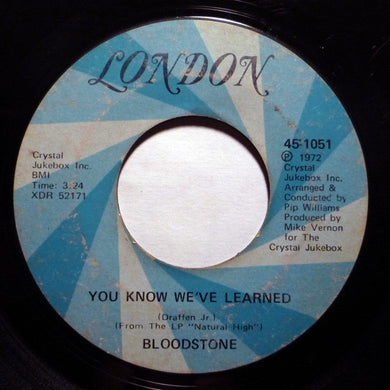 LONDON
Crystal
Jukebox Inc.
BMI
Time: 3.24
XDR 52171
45-1051
Ⓟ 1972
Crystal
Jukebox Inc.
Arranged &
Conducted by
Pip Williams
Produced by
Mike Vernon
for The
Crystal Jukebox
YOU KNOW WE'VE LEARNED
(Draffen Jr.)
(From The LP "Natural High")
BLOODSTONE